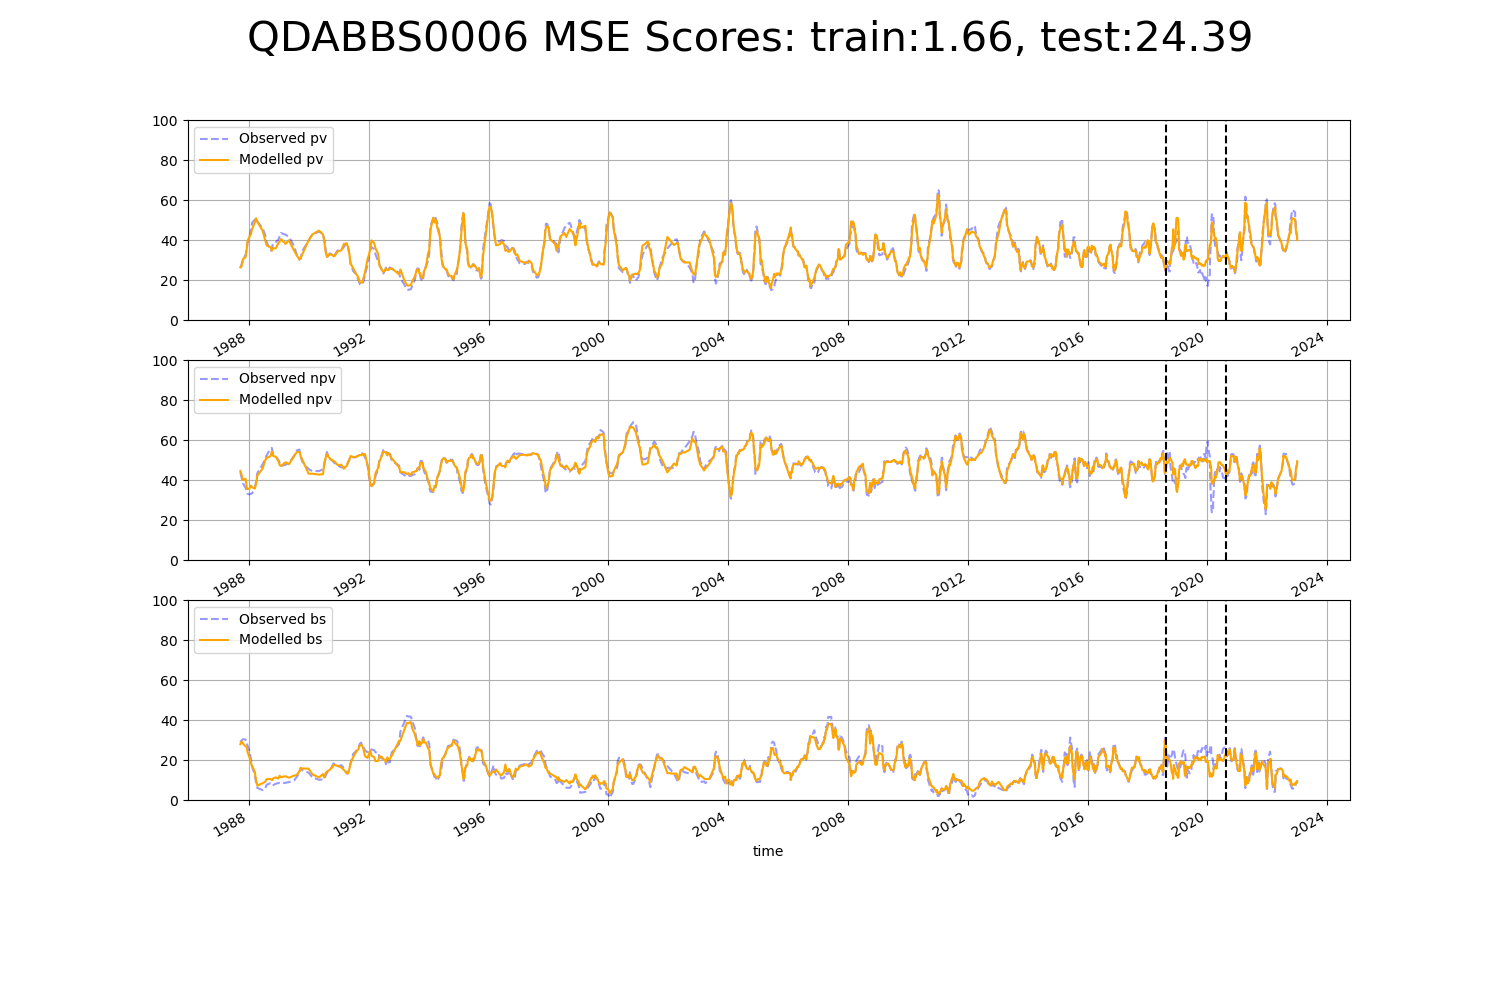 QDABBS0006 MSE Scores: train:1.66, test:24.39
100
80
60
40
20
0
Observed pv
Modelled pv
1988 1992 1996 2000 2004 2008 2012 2016 2020 2024
100
80
60
40
20
0
Observed npv
Modelled npv
1988 1992 1996 2000 2004 2008 2012 2016 2020 2024
100
80
60
40
20
0
Observed bs
Modelled bs
1988 1992 1996 2000 2004 2008 2012 2016 2020 2024
time